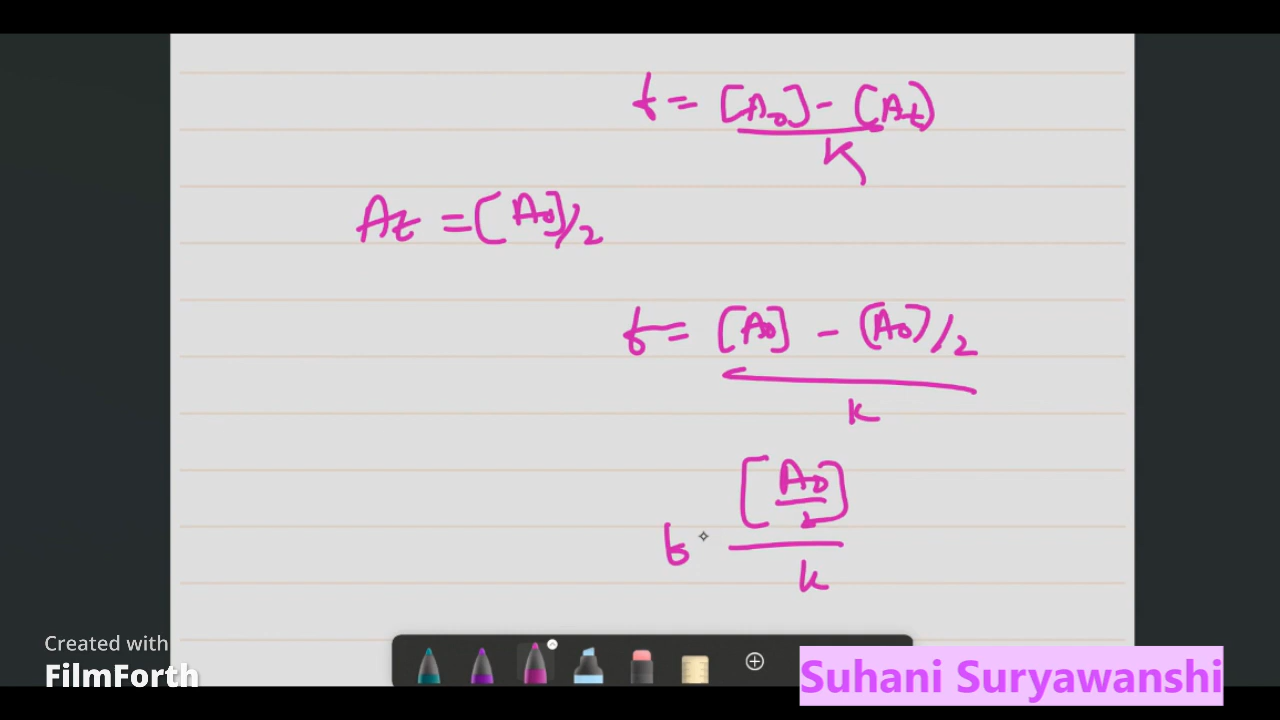 t = [A0] - [At]
K
At = [A0]/2
t = [A0] - [A0]/2
k
[A0
2]
t
k
Created with
FilmForth
Suhani Suryawanshi